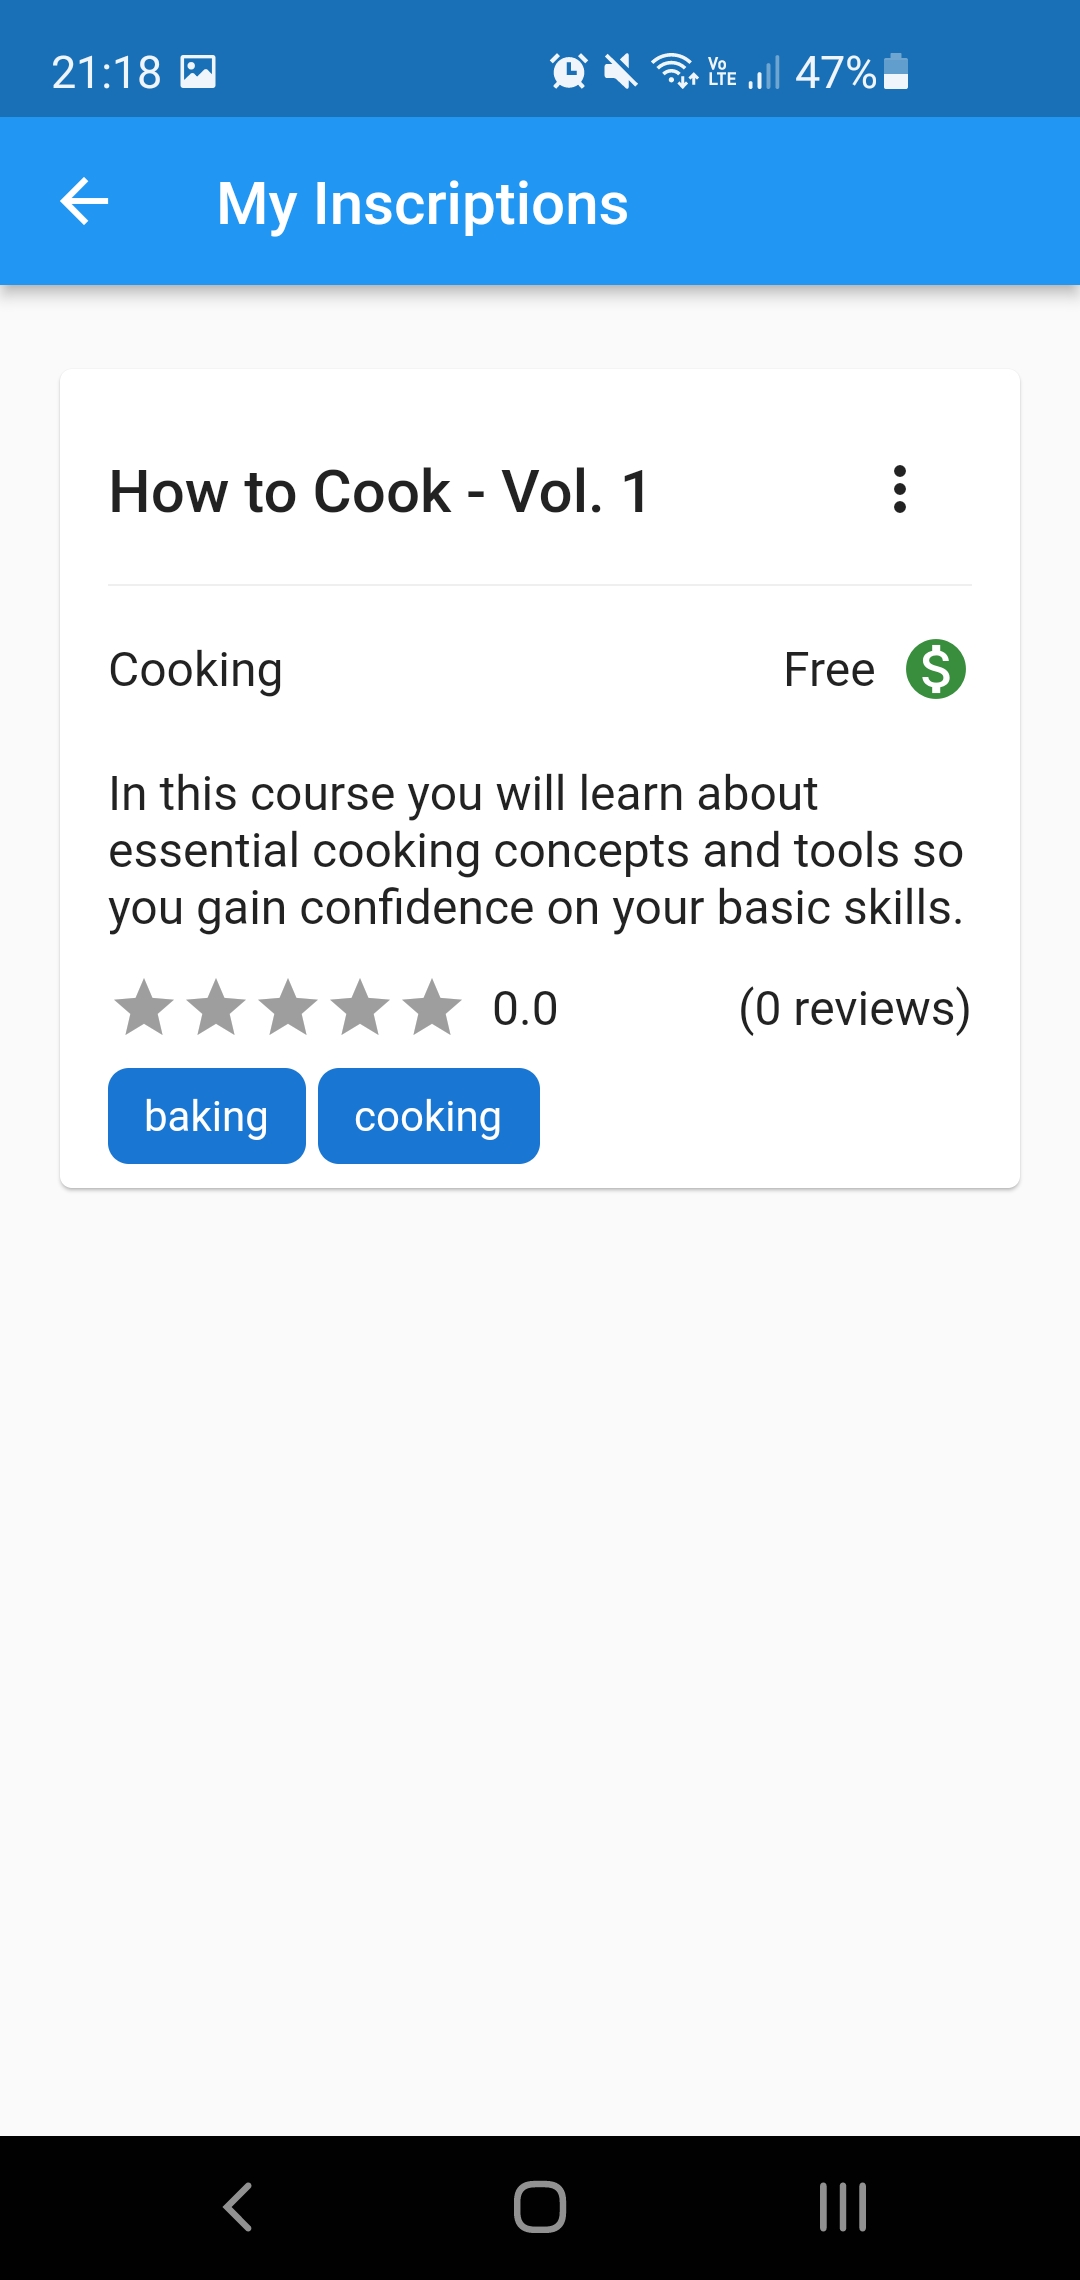 21:18 Vo LTE 47%
My Inscriptions
How to Cook - Vol. 1
Cooking Free $
In this course you will learn about
essential cooking concepts and tools so
you gain confidence on your basic skills.
0.0 (0 reviews)
baking cooking